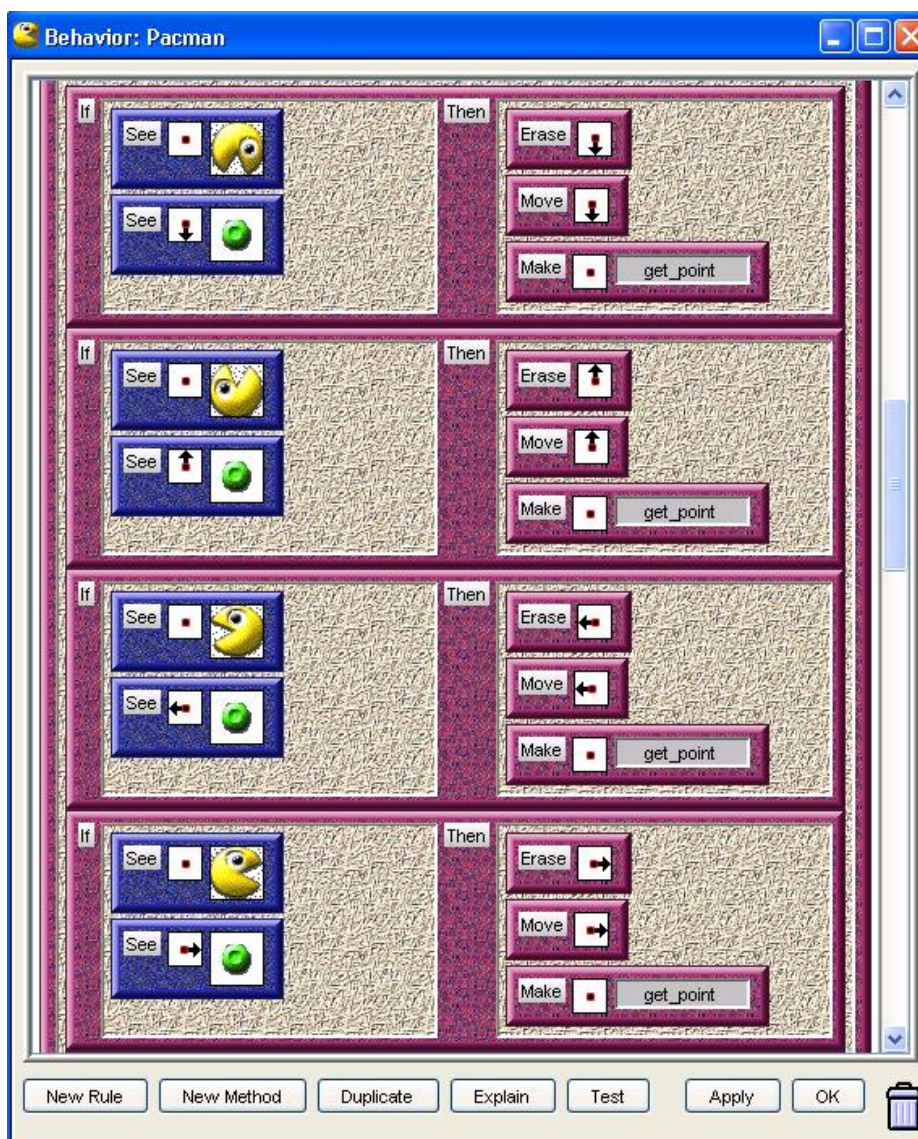 Behavior: Pacman
If
See
See
Then
Erase
Move
Make get_point
If
See
See
Then
Erase
Move
Make get_point
If
See
See
Then
Erase
Move
Make get_point
If
See
See
Then
Erase
Move
Make get_point
New Rule New Method Duplicate Explain Test Apply OK